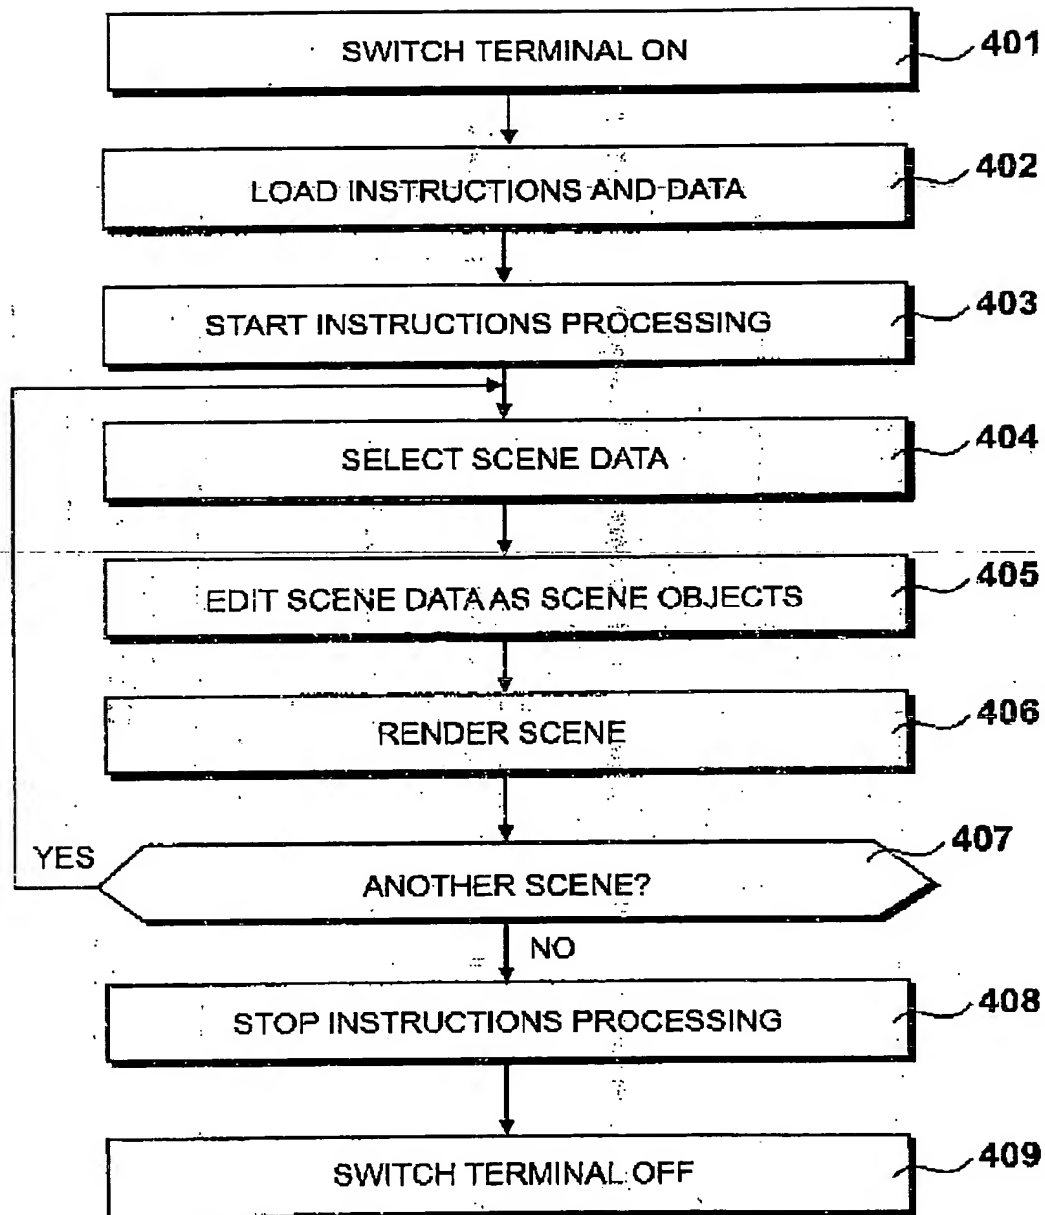 SWITCH TERMINAL ON 401
LOAD INSTRUCTIONS AND DATA 402
START INSTRUCTIONS PROCESSING 403
SELECT SCENE DATA 404
EDIT SCENE DATA AS SCENE OBJECTS 405
RENDER SCENE 406
YES ANOTHER SCENE? 407
NO
STOP INSTRUCTIONS PROCESSING 408
SWITCH TERMINAL OFF 409